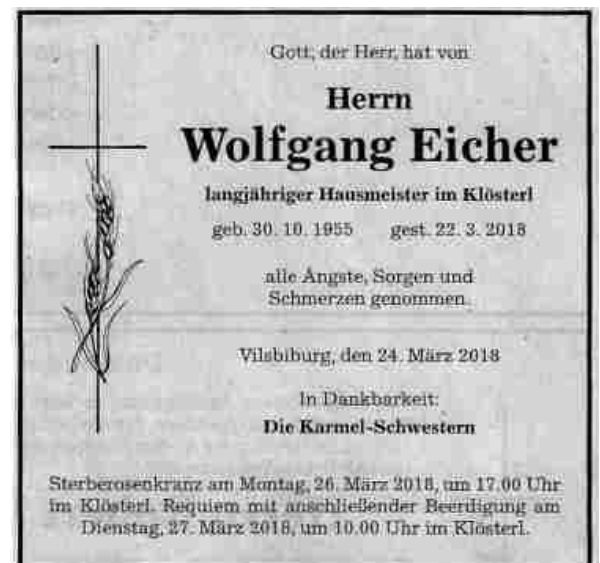 Gott, der Herr, hat von
Herrn
Wolfgang Eicher
langjähriger Hausmeister im Klösterl
geb. 30. 10. 1955 gest. 22. 3. 2018
alle Ängste, Sorgen und
Schmerzen genommen.
Vilsbiburg, den 24. März 2018
In Dankbarkeit:
Die Karmel-Schwestern
Sterberosenkranz am Montag, 26. März 2018, um 17.00 Uhr
im Klösterl. Requiem mit anschließender Beerdigung am
Dienstag, 27. März 2018, um 10.00 Uhr im Klösterl.